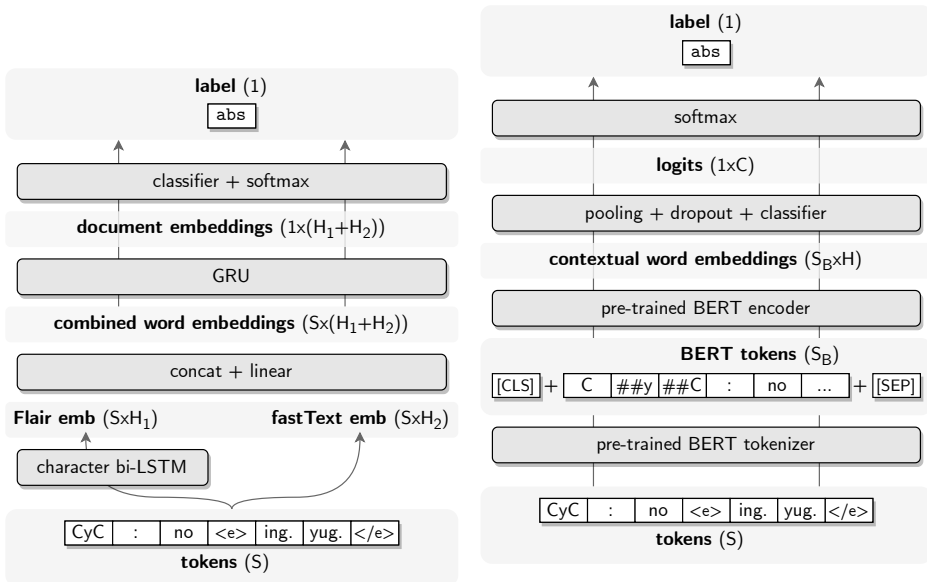 label (1)
abs
classifier + softmax
document embeddings (1x(H₁+H₂))
GRU
combined word embeddings (Sx(H₁+H₂))
concat + linear
Flair emb (SxH₁) fastText emb (SxH₂)
character bi-LSTM
CyC : no <e> ing. yug. </e>
tokens (S)
label (1)
abs
softmax
logits (1xC)
pooling + dropout + classifier
contextual word embeddings (S_BxH)
pre-trained BERT encoder
BERT tokens (S_B)
[CLS] + C ##y ##C : no ... + [SEP]
pre-trained BERT tokenizer
CyC : no <e> ing. yug. </e>
tokens (S)